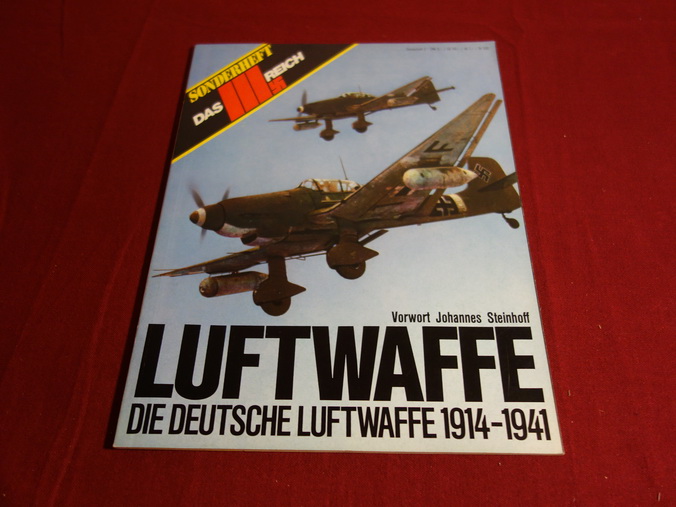 SONDERHEFT
DAS III. REICH
Vorwort Johannes Steinhoff
LUFTWAFFE
DIE DEUTSCHE LUFTWAFFE 1914-1941